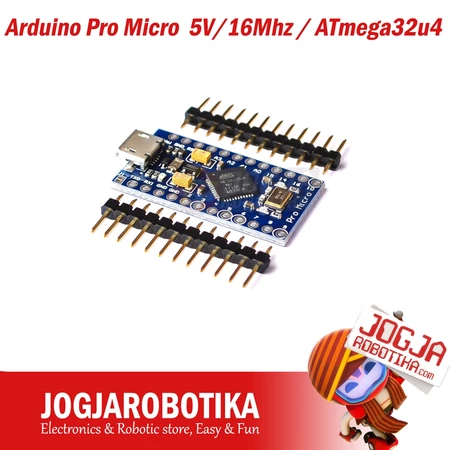 Arduino Pro Micro 5V/16Mhz / ATmega32u4
Pro Micro
JOGJA
ROBOTIKA.com
JOGJAROBOTIKA
Electronics & Robotic store, Easy & Fun